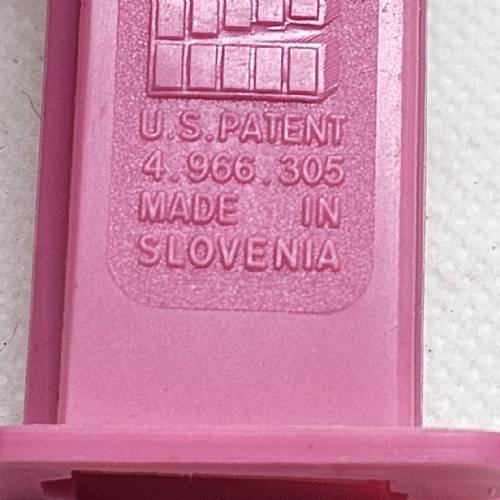 U.S. PATENT
4.966.305
MADE IN
SLOVENIA